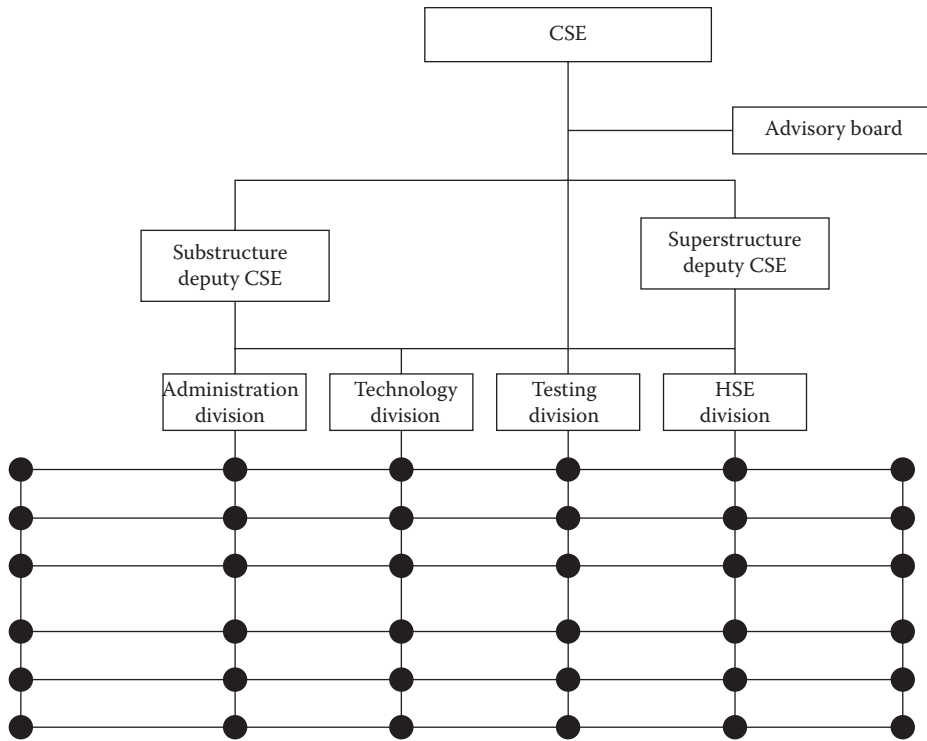 CSE
Advisory board
Substructure
deputy CSE
Superstructure
deputy CSE
Administration
division
Technology
division
Testing
division
HSE
division